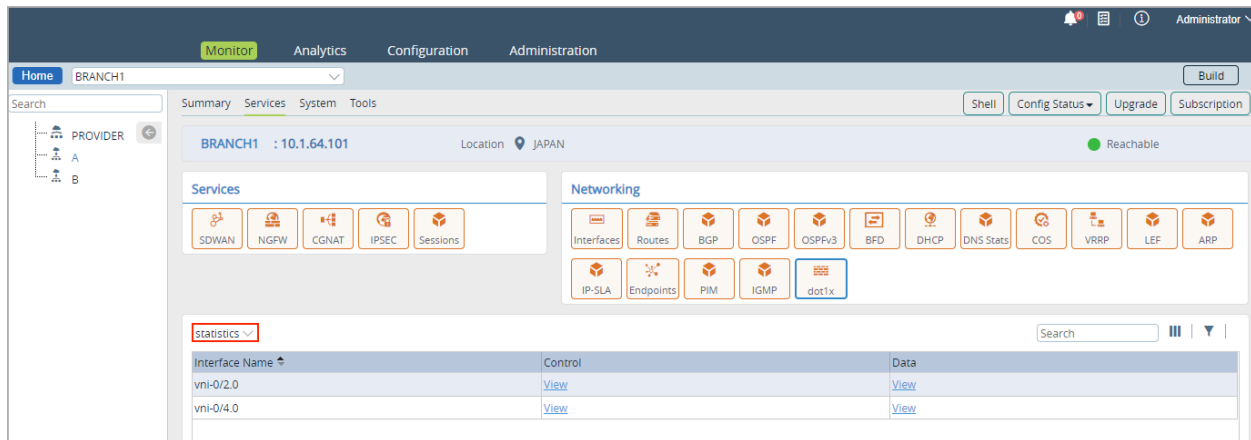 0 Administrator
Monitor Analytics Configuration Administration
Home BRANCH1 Build
Search Summary Services System Tools Shell Config Status Upgrade Subscription
PROVIDER
A
B
BRANCH1 : 10.1.64.101 Location JAPAN Reachable
Services
SDWAN NGFW CGNAT IPSEC Sessions
Networking
Interfaces Routes BGP OSPF OSPFv3 BFD DHCP DNS Stats COS VRRP LEF ARP
IP-SLA Endpoints PIM IGMP dot1x
statistics Search
Interface Name Control Data
vni-0/2.0 View View
vni-0/4.0 View View